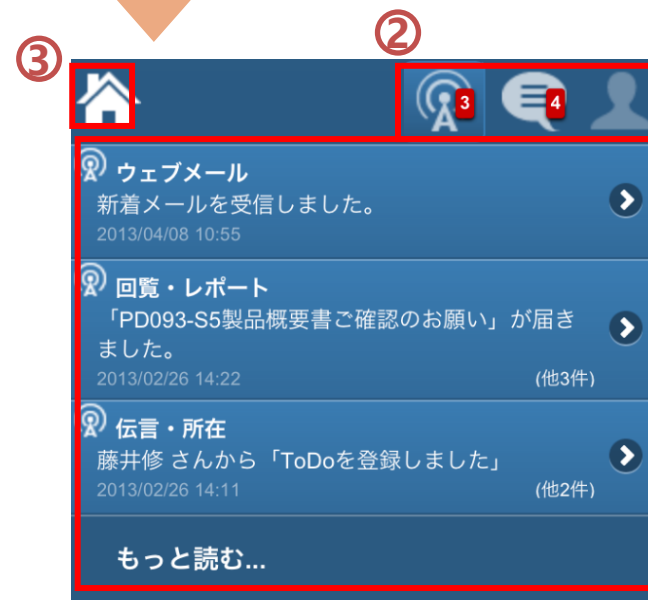 ③
②
3
4
ウェブメール
新着メールを受信しました。
2013/04/08 10:55
回覧・レポート
「PD093-S5製品概要書ご確認のお願い」が届き
ました。
2013/02/26 14:22
(他3件)
伝言・所在
藤井修 さんから「ToDoを登録しました」
2013/02/26 14:11
(他2件)
もっと読む...